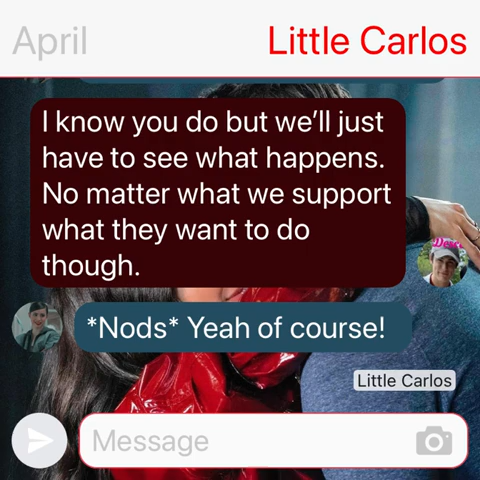 April
Little Carlos
I know you do but we’ll just
have to see what happens.
No matter what we support
what they want to do
though.
*Nods* Yeah of course!
Little Carlos
Message